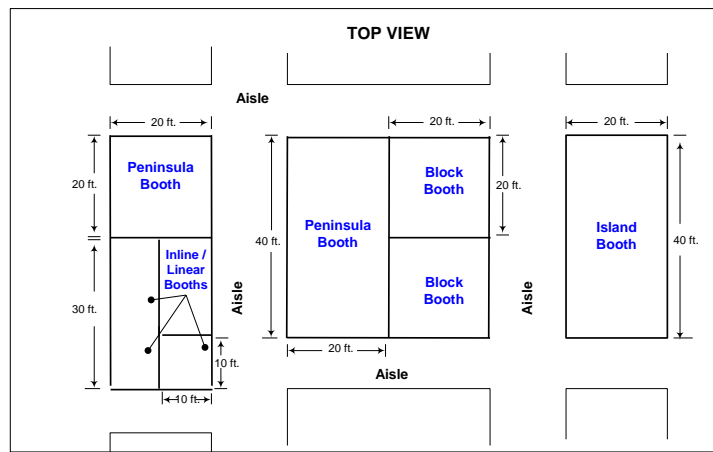 TOP VIEW
Aisle
20 ft.
20 ft.
20 ft.
Peninsula
Booth
20 ft.
Block
Booth
20 ft.
Peninsula
Booth
40 ft.
Island
Booth
40 ft.
Inline /
Linear
Booths
30 ft.
Aisle
Block
Booth
Aisle
10 ft.
20 ft.
10 ft.
Aisle